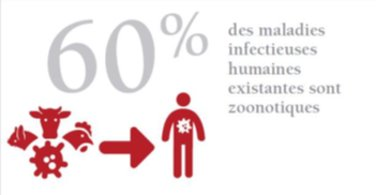 60%
des maladies
infectieuses
humaines
existantes sont
zoonotiques